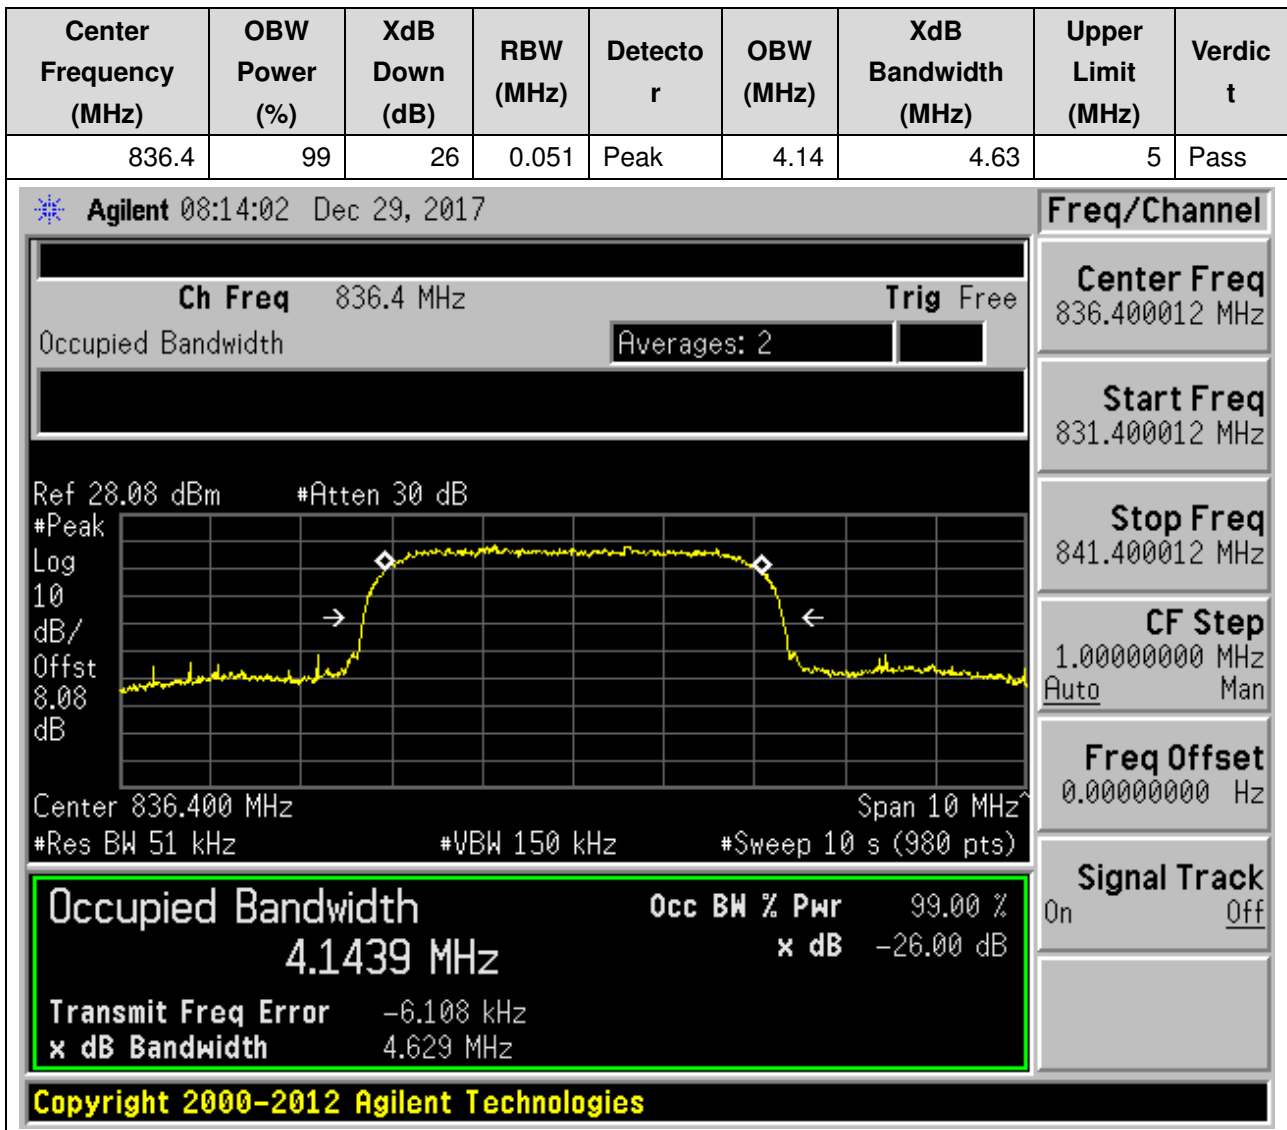 Center Frequency (MHz) OBW Power (%) XdB Down (dB) RBW (MHz) Detector OBW (MHz) XdB Bandwidth (MHz) Upper Limit (MHz) Verdict
836.4 99 26 0.051 Peak 4.14 4.63 5 Pass
Agilent 08:14:02 Dec 29, 2017
Freq/Channel
Ch Freq 836.4 MHz Trig Free
Occupied Bandwidth Averages: 2
Center Freq
836.400012 MHz
Start Freq
831.400012 MHz
Stop Freq
841.400012 MHz
CF Step
1.00000000 MHz
Auto Man
Freq Offset
0.00000000 Hz
Signal Track
On Off
Ref 28.08 dBm #Atten 30 dB
#Peak
Log
10
dB/
Offst
8.08
dB
Center 836.400 MHz Span 10 MHz^
#Res BW 51 kHz #VBW 150 kHz #Sweep 10 s (980 pts)
Occupied Bandwidth Occ BW % Pwr 99.00 %
4.1439 MHz x dB -26.00 dB
Transmit Freq Error -6.108 kHz
x dB Bandwidth 4.629 MHz
Copyright 2000-2012 Agilent Technologies